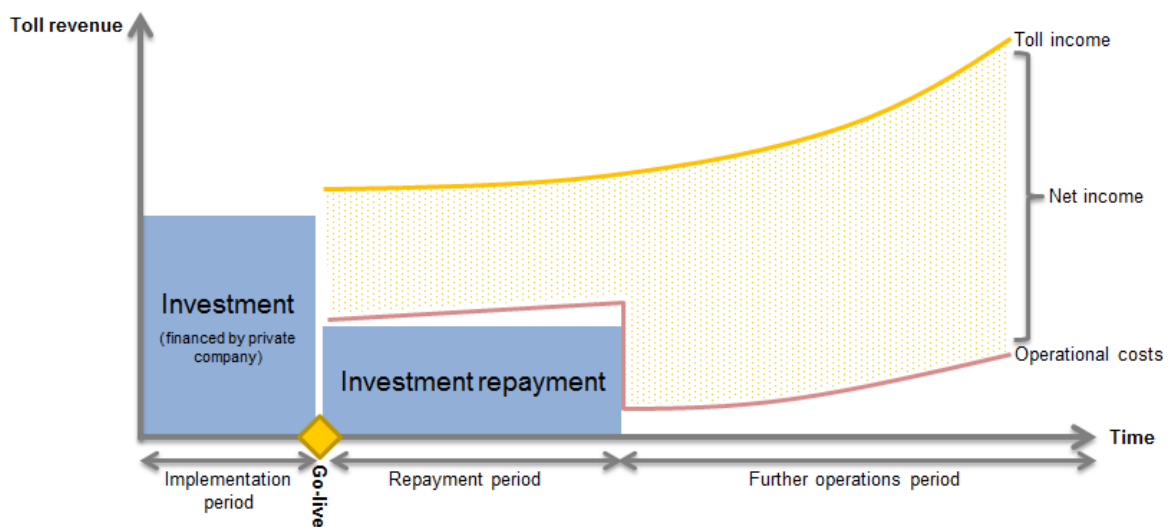 Toll revenue
Toll income
Net income
Investment
(financed by private
company)
Operational costs
Investment repayment
Time
Implementation
period
Go-live
Repayment period
Further operations period